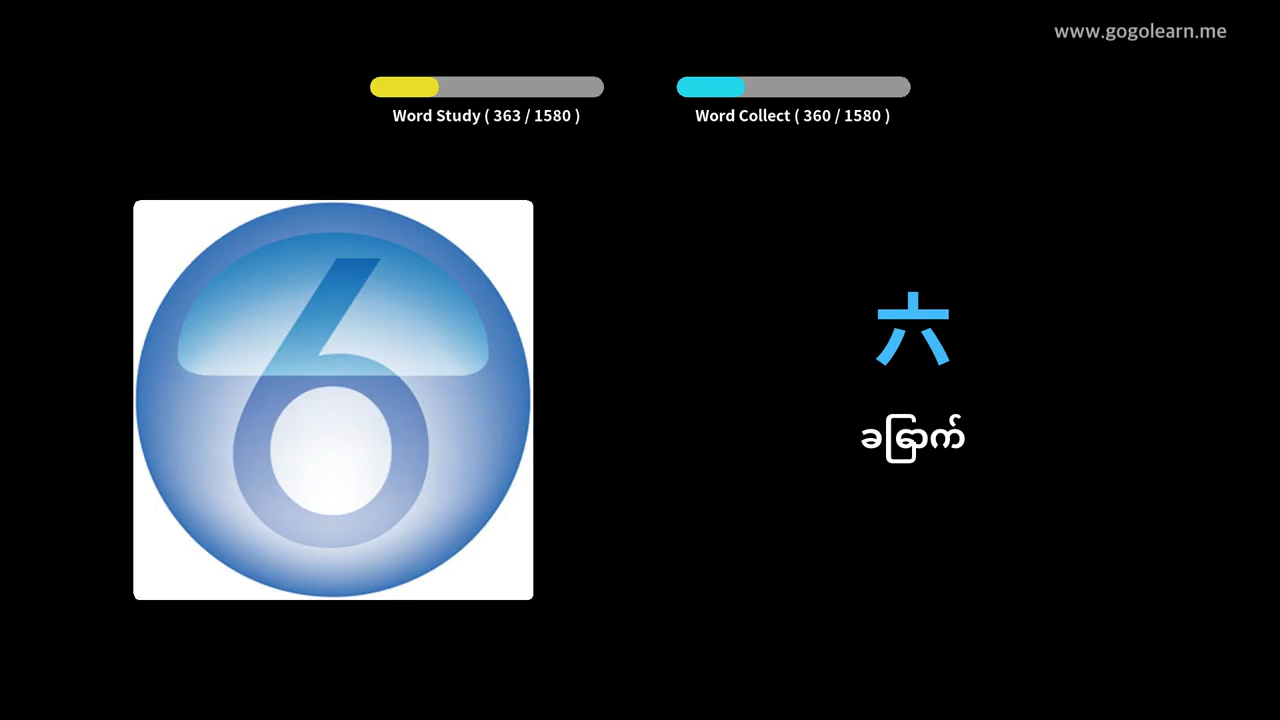 www.gogolearn.me
Word Study ( 363 / 1580 )
Word Collect ( 360 / 1580 )
6
六
ခြောက်